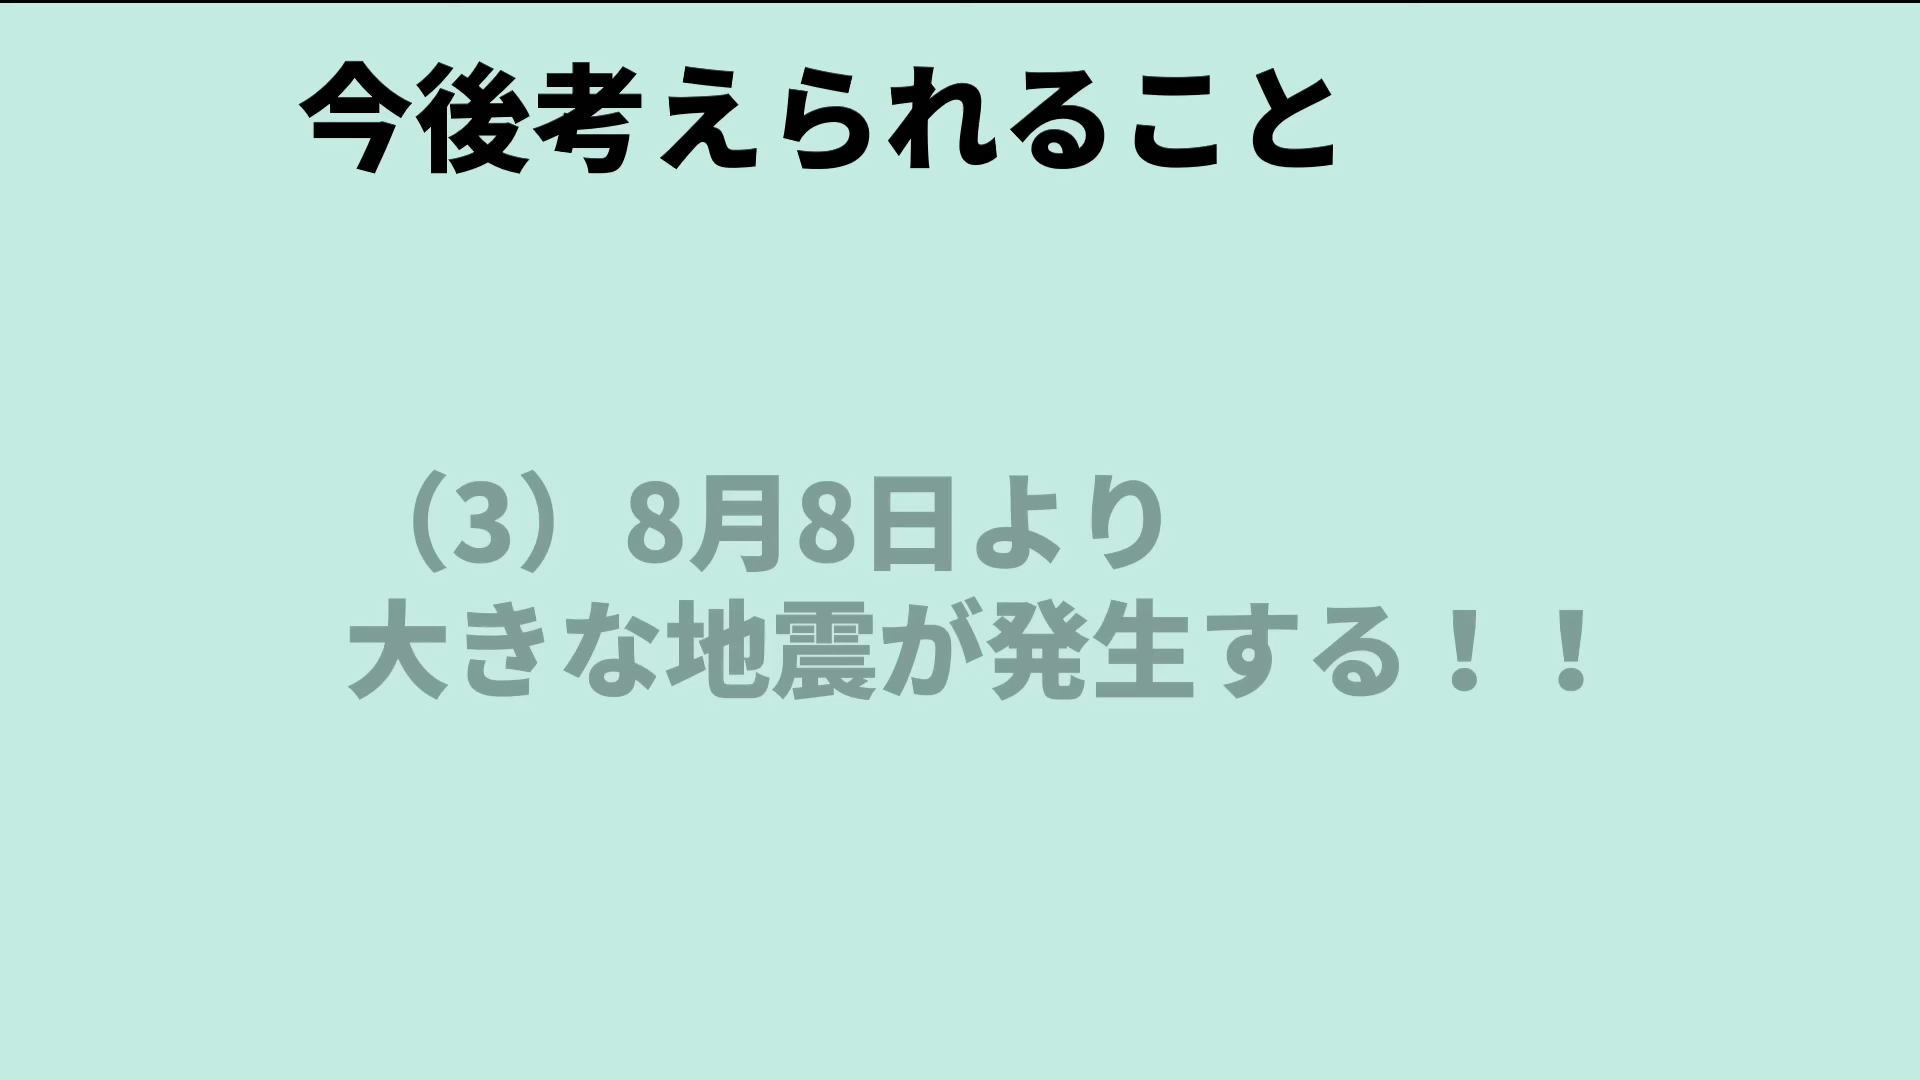 今後考えられること
（3）8月8日より
大きな地震が発生する！！